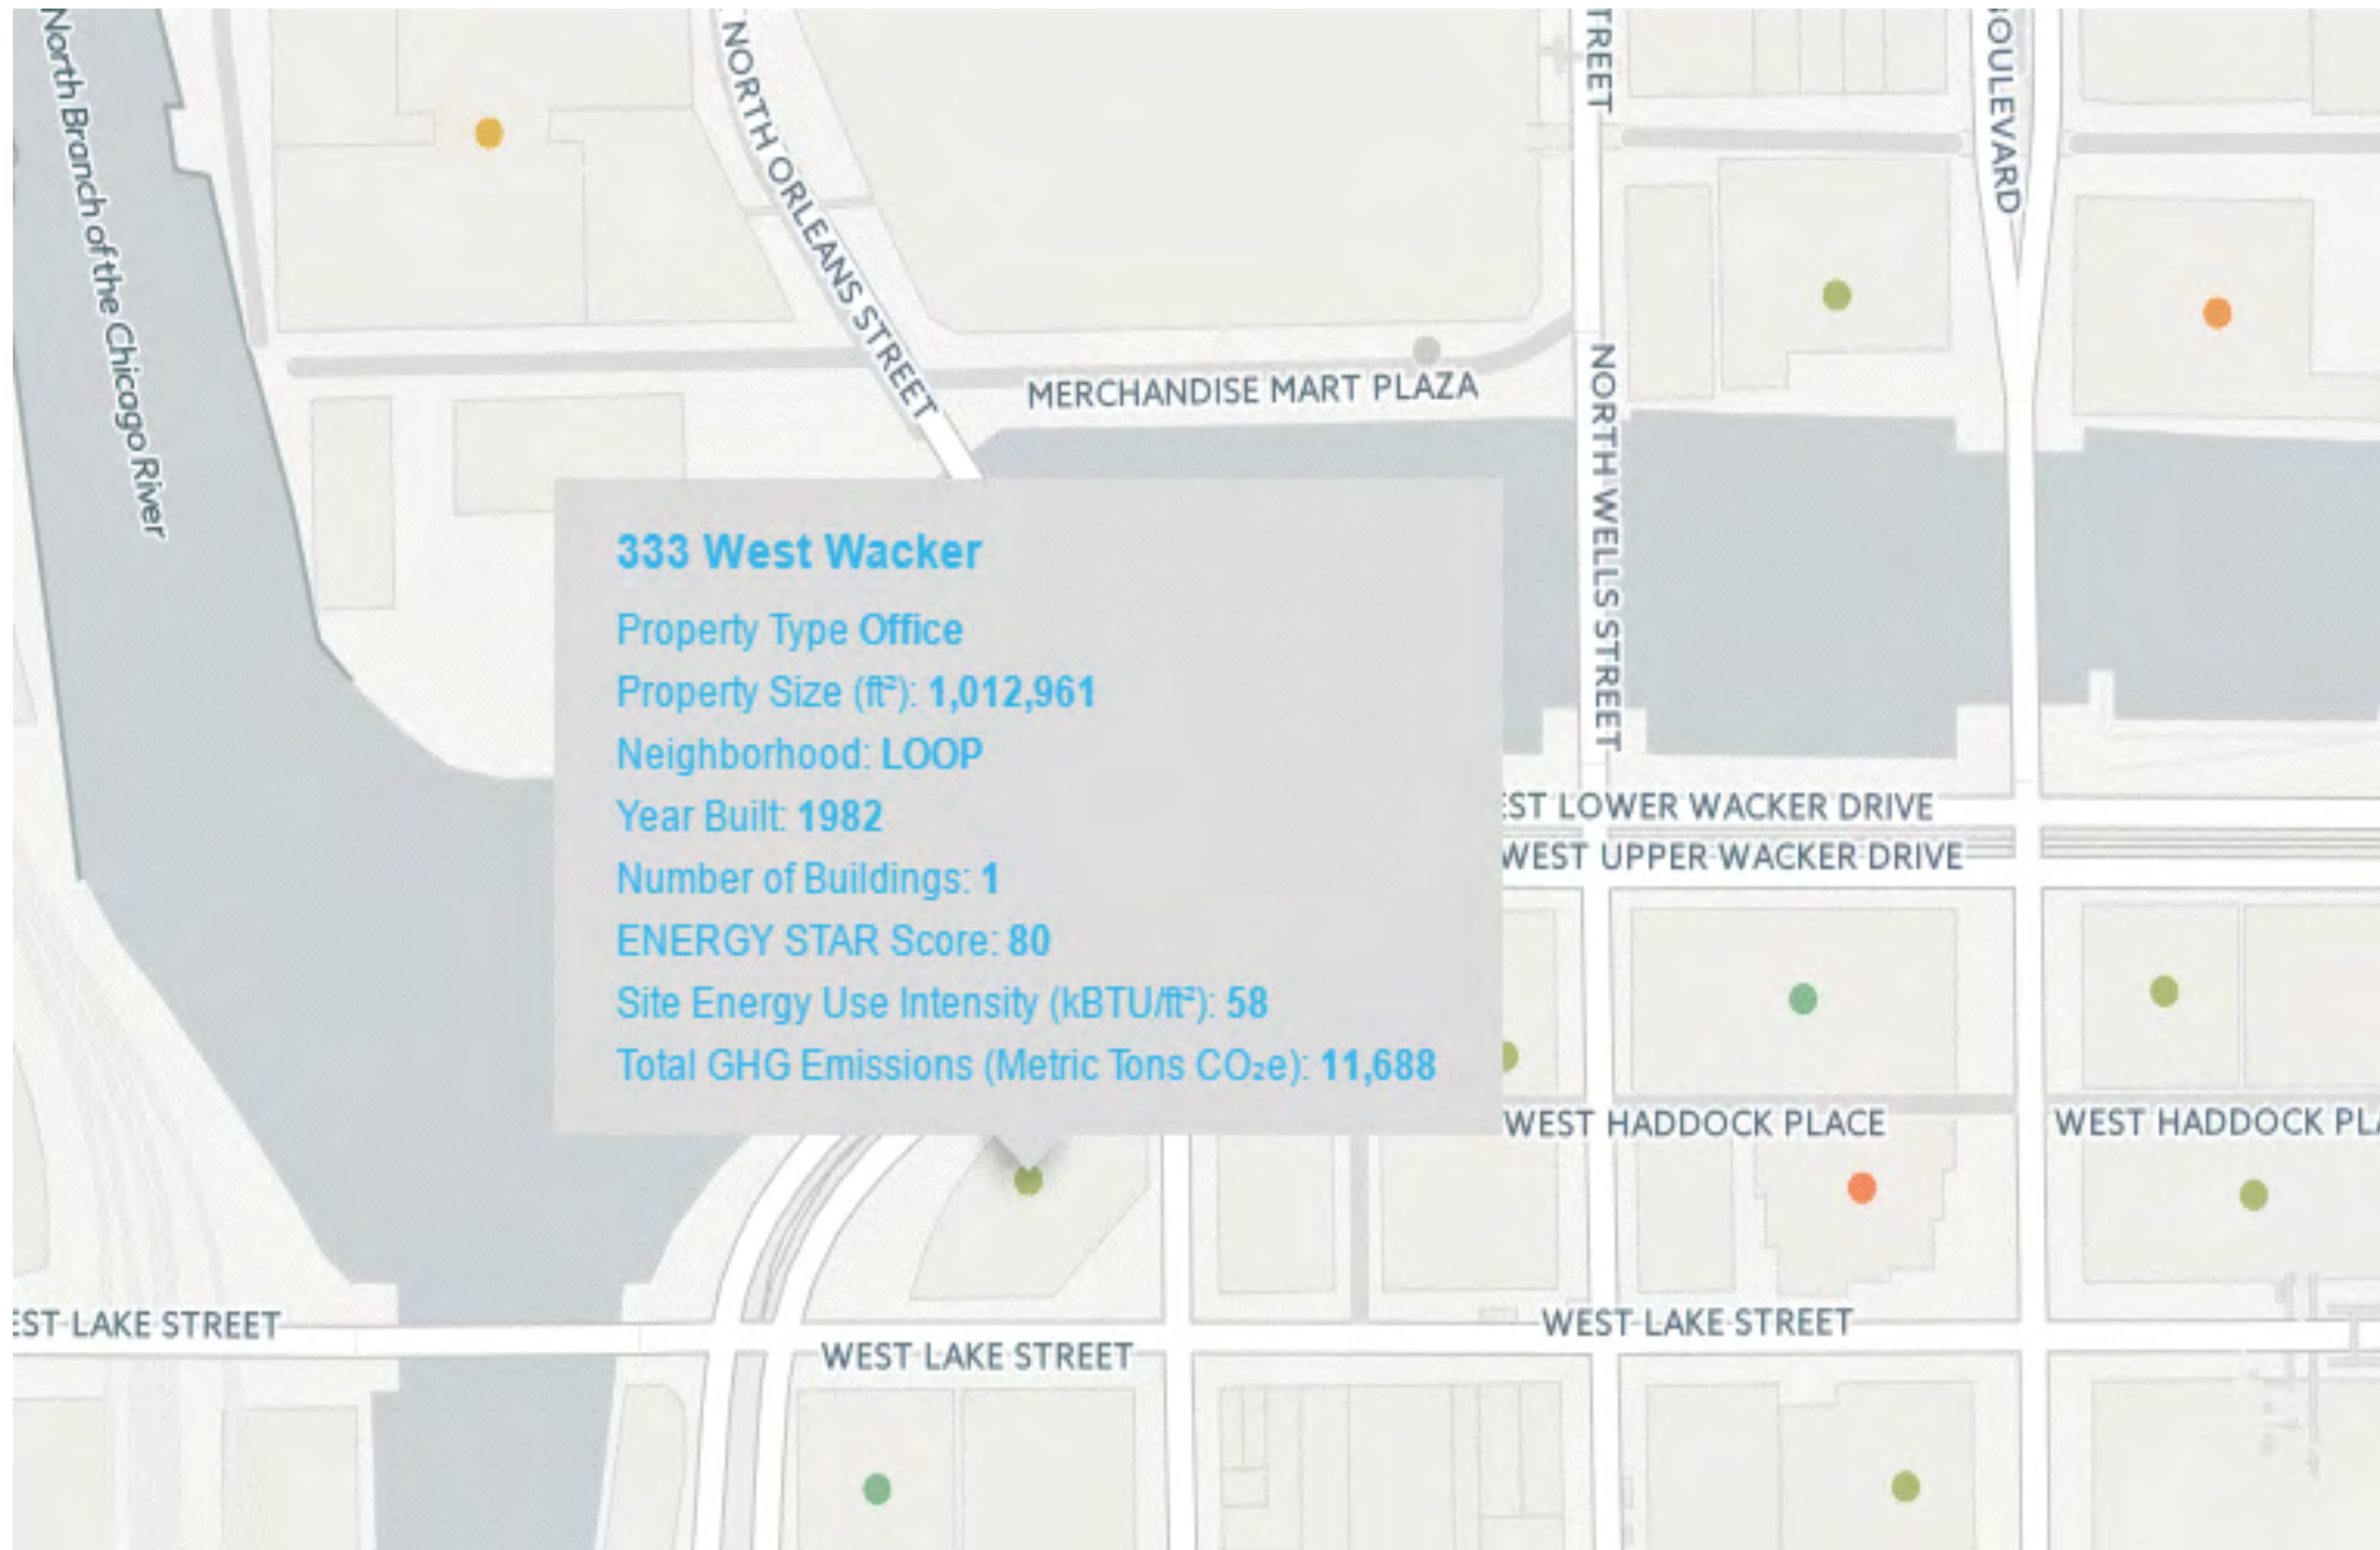 North Branch of the Chicago River
NORTH ORLEANS STREET
TREET
OULEVARD
MERCHANDISE MART PLAZA
NORTH WELLS STREET
333 West Wacker
Property Type Office
Property Size (ft²): 1,012,961
Neighborhood: LOOP
Year Built: 1982
Number of Buildings: 1
ENERGY STAR Score: 80
Site Energy Use Intensity (kBTU/ft²): 58
Total GHG Emissions (Metric Tons CO₂e): 11,688
EST LOWER WACKER DRIVE
WEST UPPER WACKER DRIVE
WEST HADDOCK PLACE
WEST HADDOCK PLA
EST LAKE STREET
WEST LAKE STREET
WEST LAKE STREET